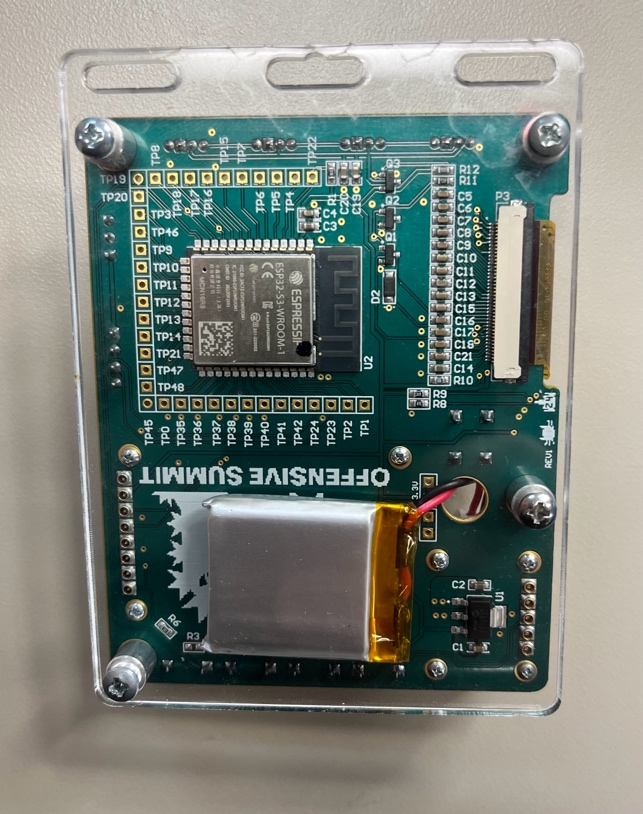 TP8
TP15
TP7
TP22
TP19
TP18
TP17
TP16
TP6
TP5
TP4
R1
C20
C19
Q3
R12
R11
TP20
TP3
TP46
TP9
TP10
TP11
TP12
TP13
TP14
TP21
TP47
TP48
C4
C3
Q2
Q1
D2
C5
C6
C7
C8
C9
C10
C11
C12
C13
C15
C16
C17
C18
C21
C14
R10
P3
ESPRESSIF
ESP32-S3-WROOM-1
CE
U2
R9
R8
TP45
TP0
TP35
TP36
TP37
TP38
TP39
TP40
TP41
TP42
TP24
TP23
TP2
TP1
REV1
OFFENSIVE SUMMIT
3.3V
C2
U1
C1
R6
R3